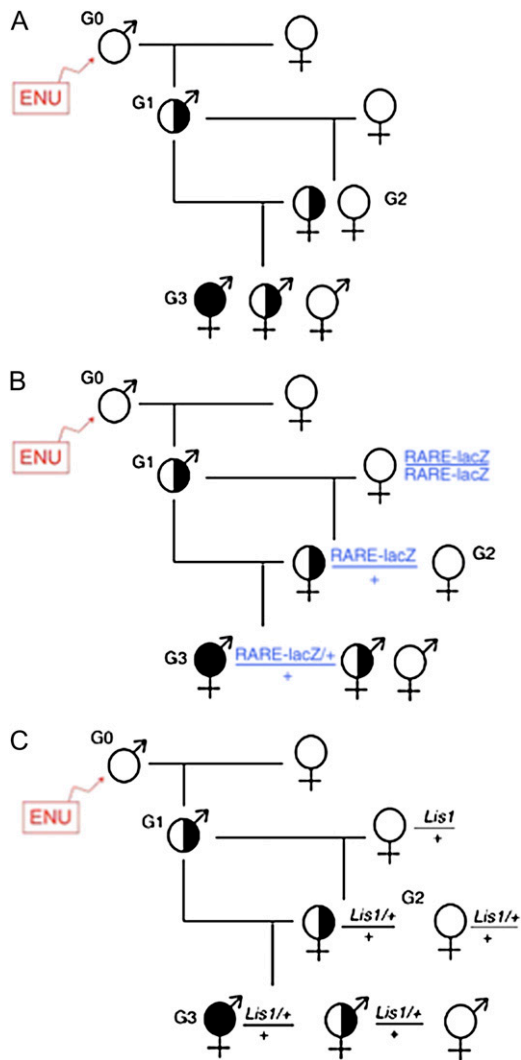 A
G0
ENU
G1
G2
G3
B
G0
ENU
G1
RARE-lacZ
RARE-lacZ
RARE-lacZ
+
G2
G3
RARE-lacZ/+
+
C
G0
ENU
G1
Lis1
+
G2
Lis1/+
+
Lis1/+
+
G3
Lis1/+
+
Lis1/+
+